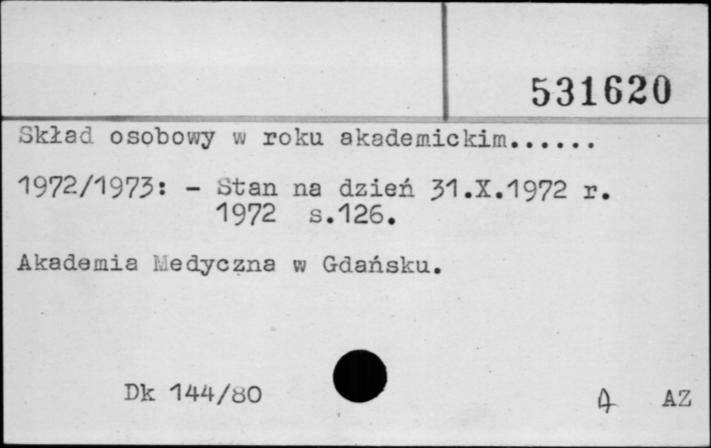 531620
Skład osobowy w roku akademickim......
1972/1973: - Stan na dzień 31.X.1972 r.
1972 s.126.
Akademia Medyczna w Gdańsku.
Dk 144/80
AZ